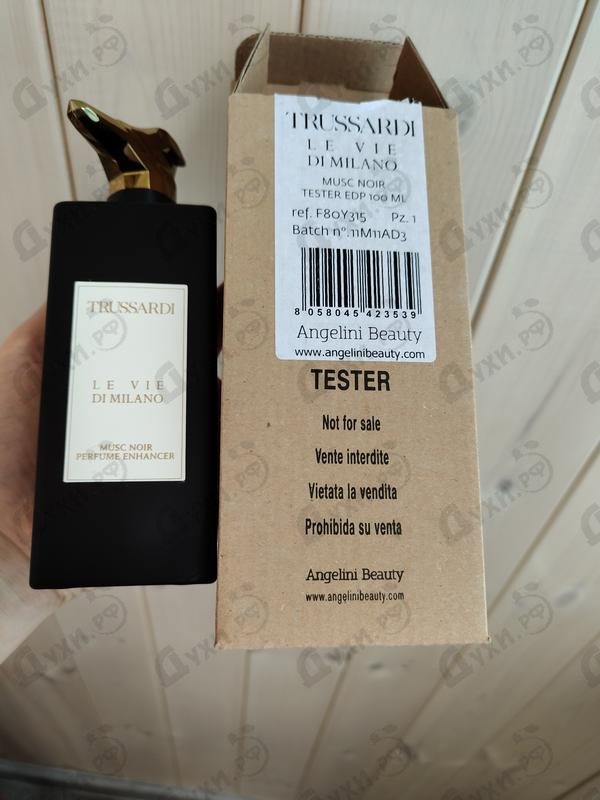 TRUSSARDI
LE VIE
DI MILANO
MUSC NOIR
PERFUME ENHANCER
TRUSSARDI
LE VIE
DI MILANO
MUSC NOIR
TESTER EDP 100 ML
ref. F80Y315 Pz. 1
Batch n°.11M11AD3
8 058045 423539
Angelini Beauty
www.angelinibeauty.com
TESTER
Not for sale
Vente interdite
Vietata la vendita
Prohibida su venta
Angelini Beauty
www.angelinibeauty.com
Духи.РФ